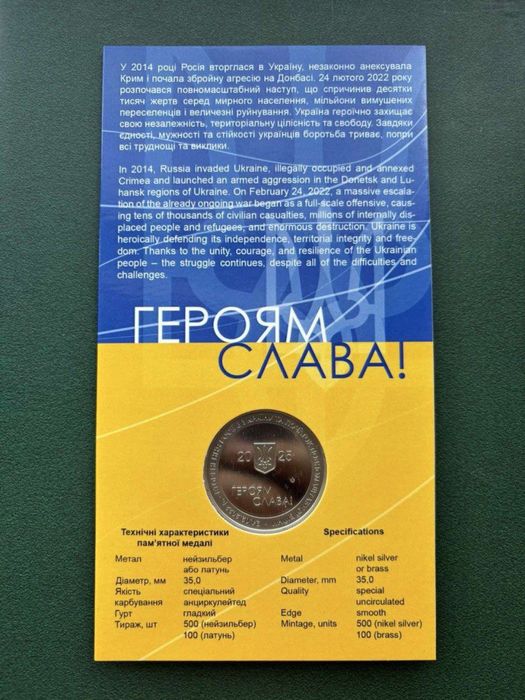 У 2014 році Росія вторглася в Україну, незаконно анексувала
Крим і почала збройну агресію на Донбасі. 24 лютого 2022 року
розпочався повномасштабний наступ, що спричинив десятки
тисяч жертв серед мирного населення, мільйони вимушених
переселенців і величезні руйнування. Україна героїчно захищає
свою незалежність, територіальну цілісність та свободу. Завдяки
єдності, мужності та стійкості українців боротьба триває, попри
всі труднощі та виклики.
In 2014, Russia invaded Ukraine, illegally occupied and annexed
Crimea and launched an armed aggression in the Donetsk and Lu-
hansk regions of Ukraine. On February 24, 2022, a massive escala-
tion of the already ongoing war began as a full-scale offensive, caus-
ing tens of thousands of civilian casualties, millions of internally dis-
placed people and refugees, and enormous destruction. Ukraine is
heroically defending its independence, territorial integrity and free-
dom. Thanks to the unity, courage, and resilience of the Ukrainian
people – the struggle continues, despite all of the difficulties and
challenges.
ГЕРОЯМ
СЛАВА!
20 25
ГЕРОЯМ
СЛАВА!
Технічні характеристики
пам'ятної медалі
Метал нейзильбер
або латунь
Діаметр, мм 35,0
Якість спеціальний
карбування анциркулейтед
Гурт гладкий
Тираж, шт 500 (нейзильбер)
100 (латунь)
Specifications
Metal nikel silver
or brass
Diameter, mm 35.0
Quality special
uncirculated
Edge smooth
Mintage, units 500 (nikel silver)
100 (brass)